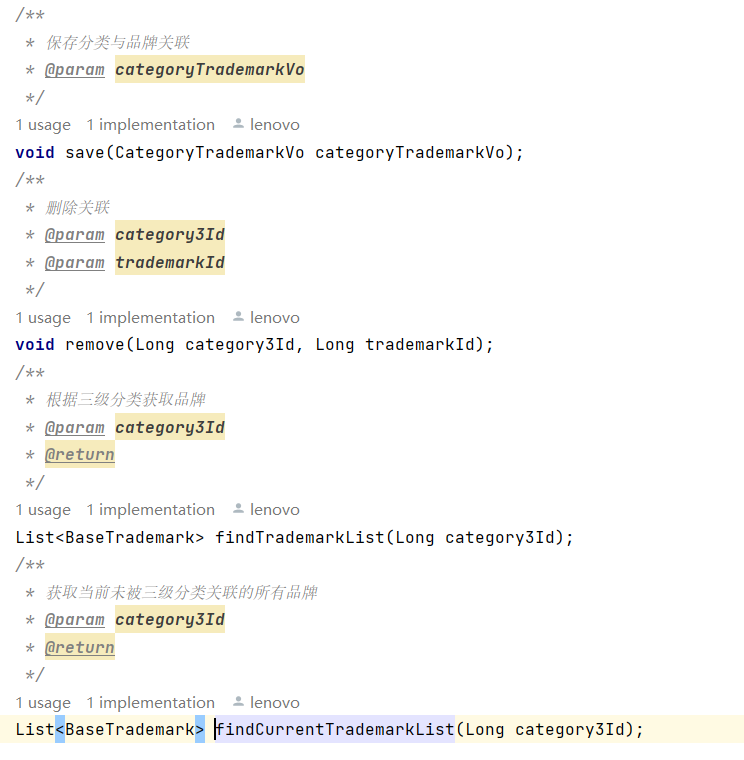 /**
 * 保存分类与品牌关联
 * @param categoryTrademarkVo
 */
1 usage 1 implementation lenovo
void save(CategoryTrademarkVo categoryTrademarkVo);
/**
 * 删除关联
 * @param category3Id
 * @param trademarkId
 */
1 usage 1 implementation lenovo
void remove(Long category3Id, Long trademarkId);
/**
 * 根据三级分类获取品牌
 * @param category3Id
 * @return
 */
1 usage 1 implementation lenovo
List<BaseTrademark> findTrademarkList(Long category3Id);
/**
 * 获取当前未被三级分类关联的所有品牌
 * @param category3Id
 * @return
 */
1 usage 1 implementation lenovo
List<BaseTrademark> findCurrentTrademarkList(Long category3Id);